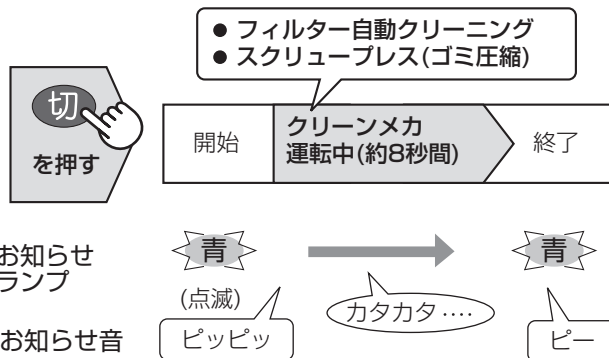 ● フィルター自動クリーニング
● スクリュープレス(ゴミ圧縮)
切
を押す
開始
クリーンメカ
運転中(約8秒間)
終了
お知らせ
ランプ
青
青
(点滅)
カタカタ‥‥
お知らせ音
ピッピッ
ピー